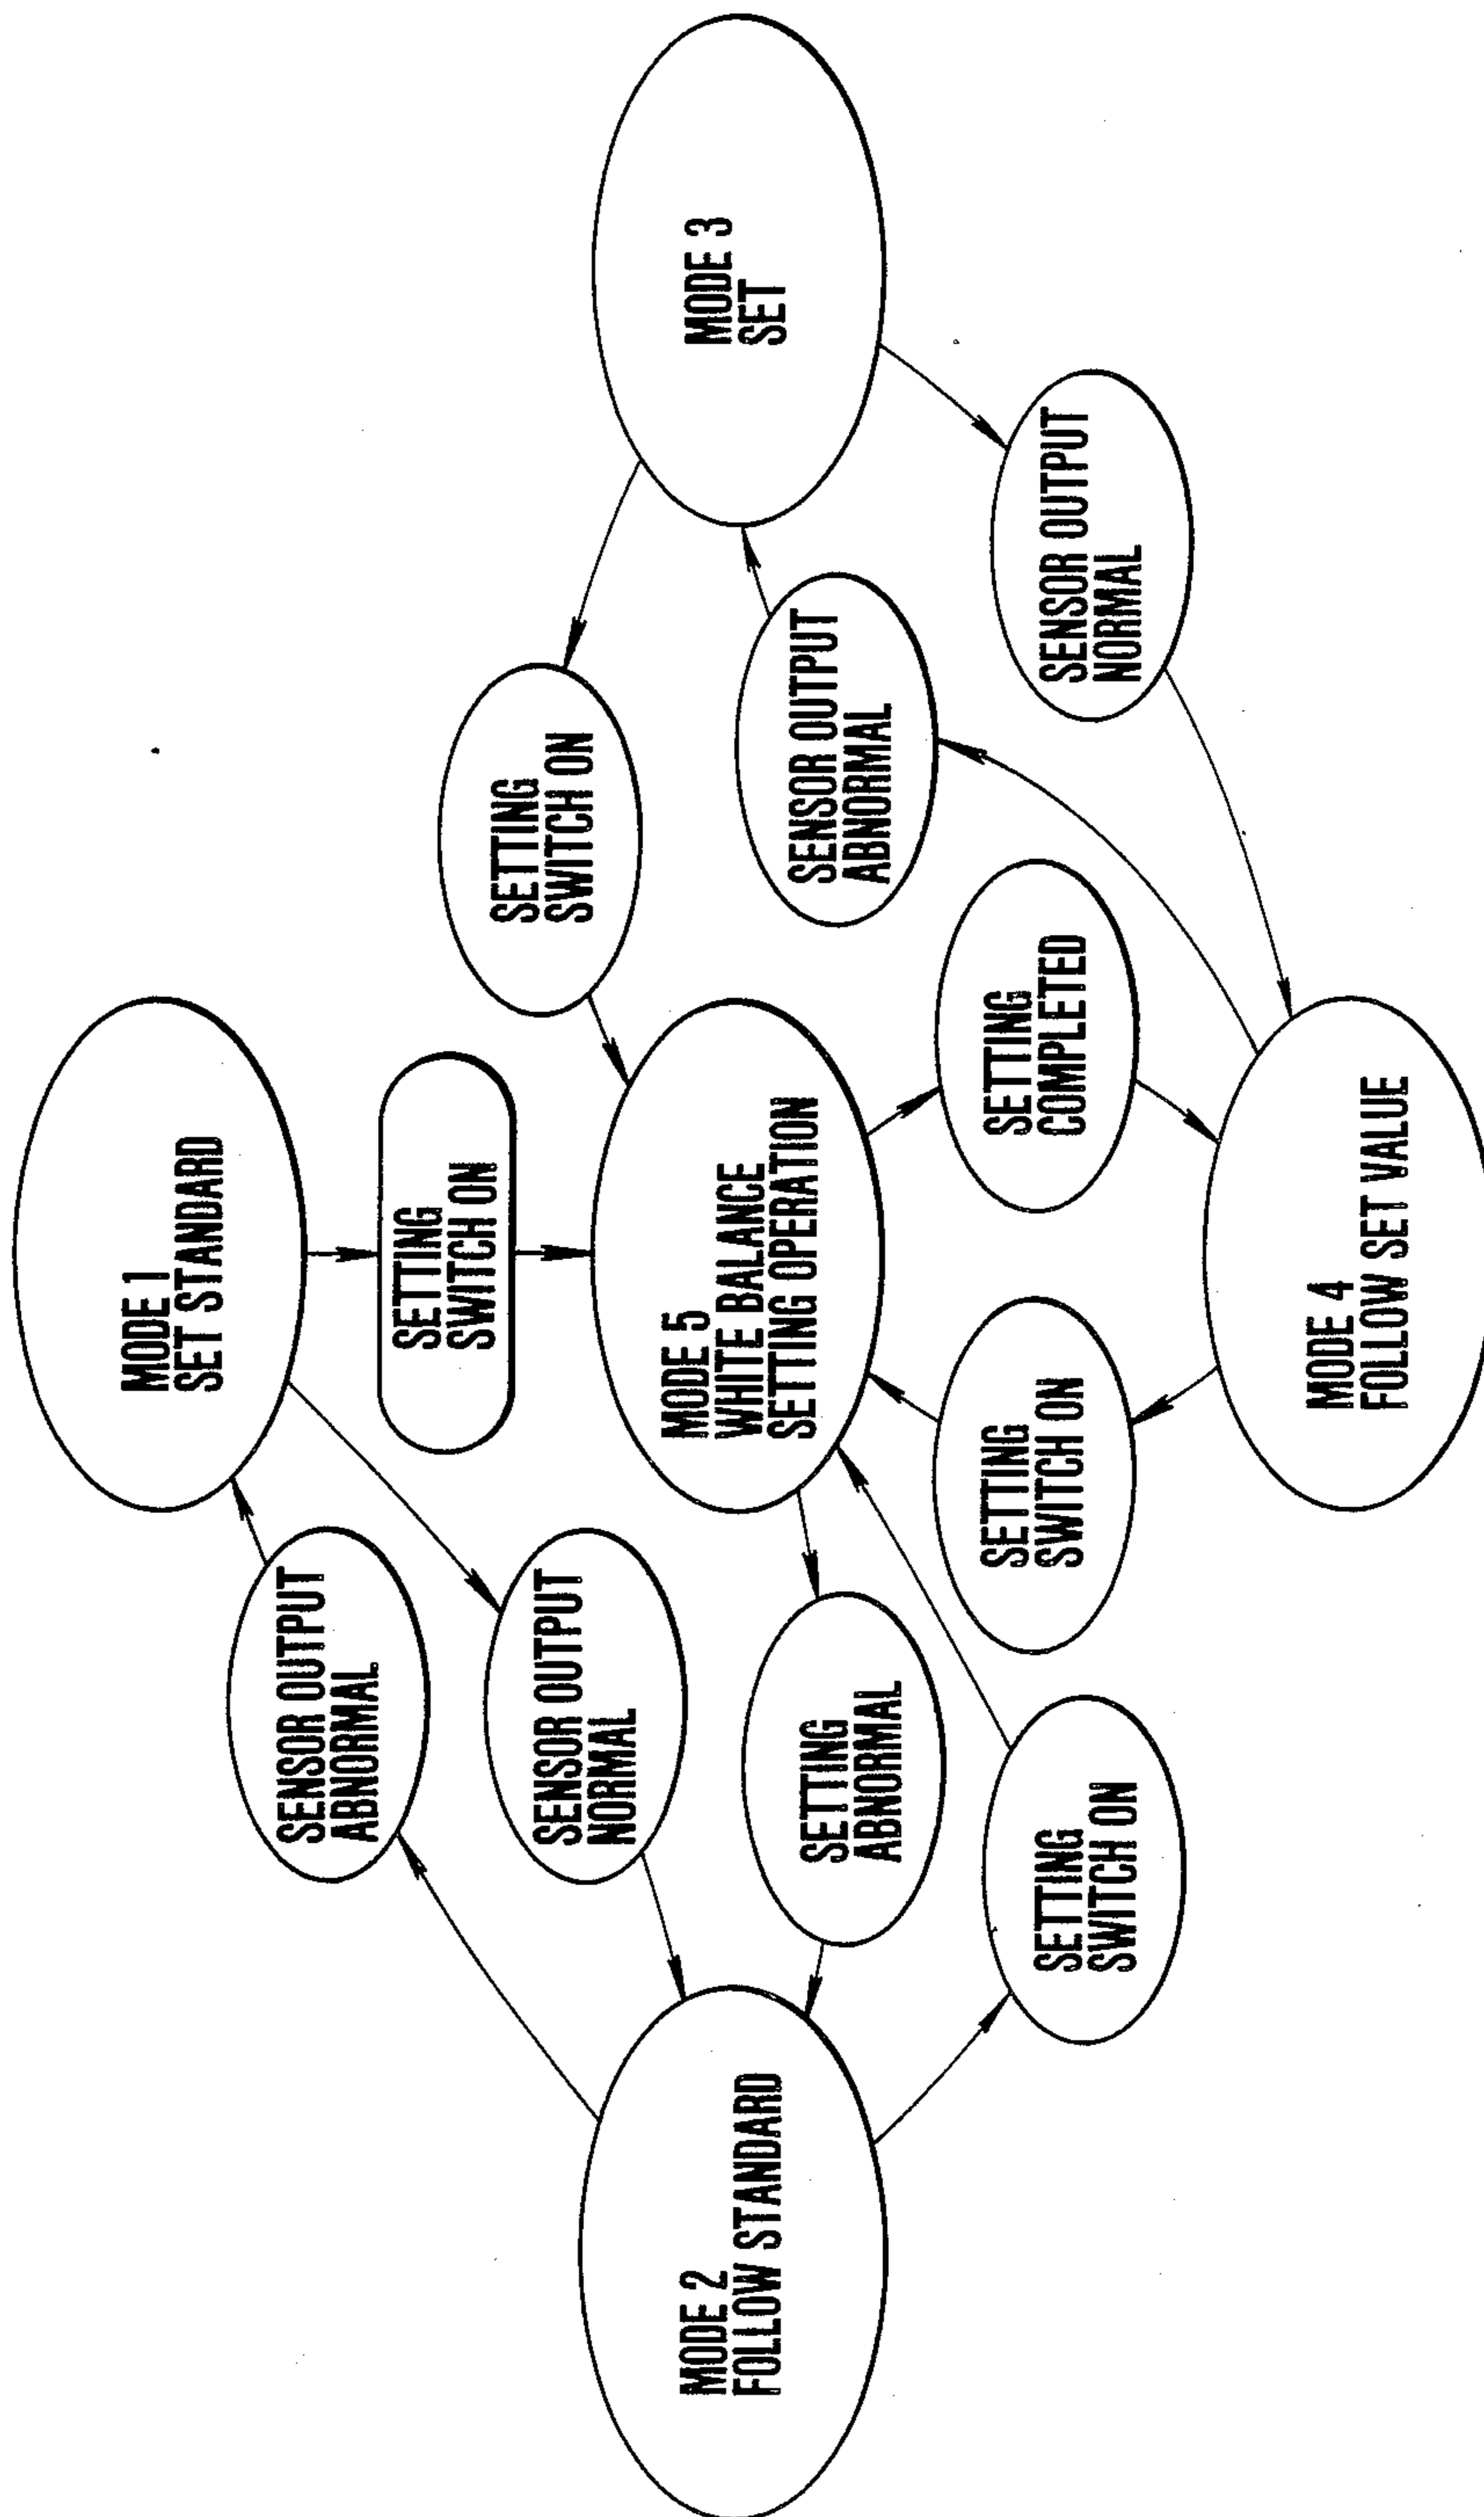 MODE 1
SET STANDARD
SENSOR OUTPUT
ABNORMAL
SETTING
SWITCH ON
SETTING
SWITCH ON
SENSOR OUTPUT
NORMAL
MODE 2
FOLLOW STANDARD
MODE 5
WHITE BALANCE
SETTING OPERATION
MODE 3
SET
SETTING
ABNORMAL
SENSOR OUTPUT
ABNORMAL
SETTING
SWITCH ON
SETTING
COMPLETED
SETTING
SWITCH ON
SENSOR OUTPUT
NORMAL
MODE 4
FOLLOW SET VALUE